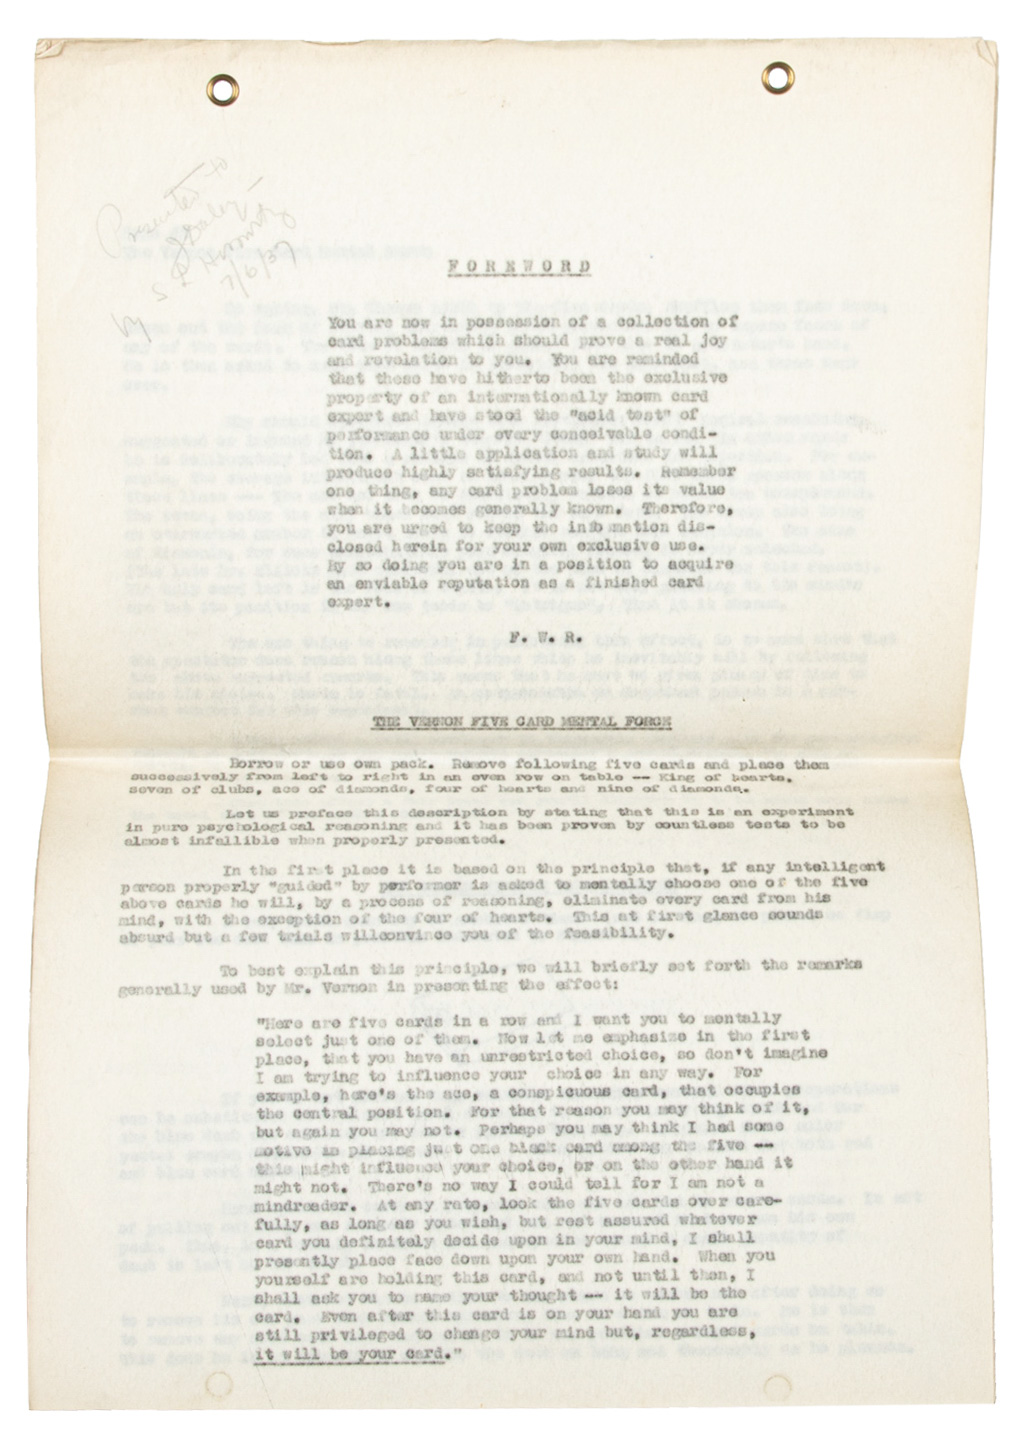 Presented to
by S
7/6/37
FOREWORD
You are now in possession of a collection of
card problems which should prove a real joy
and revelation to you. You are reminded
that these have hitherto been the exclusive
property of an internationally known card
expert and have stood the "acid test" of
performance under every conceivable condi-
tion. A little application and study will
produce highly satisfying results. Remember
one thing, any card problem loses its value
when it becomes generally known. Therefore,
you are urged to keep the information dis-
closed herein for your own exclusive use.
By so doing you are in a position to acquire
an enviable reputation as a finished card
expert.
F. W. R.
THE VERNON FIVE CARD MENTAL FORCE
Borrow or use own pack. Remove following five cards and place them
successively from left to right in an even row on table -- King of hearts,
seven of clubs, ace of diamonds, four of hearts and nine of diamonds.
Let us preface this description by stating that this is an experiment
in pure psychological reasoning and it has been proven by countless tests to be
almost infallible when properly presented.
In the first place it is based on the principle that, if any intelligent
person properly "guided" by performer is asked to mentally choose one of the five
above cards he will, by a process of reasoning, eliminate every card from his
mind, with the exception of the four of hearts. This at first glance sounds
absurd but a few trials willconvince you of the feasibility.
To best explain this principle, we will briefly set forth the remarks
generally used by Mr. Vernon in presenting the effect:
"Here are five cards in a row and I want you to mentally
select just one of them. Now let me emphasize in the first
place, that you have an unrestricted choice, so don't imagine
I am trying to influence your choice in any way. For
example, here's the ace, a conspicuous card, that occupies
the central position. For that reason you may think of it,
but again you may not. Perhaps you may think I had some
motive in placing just one black card among the five --
this might influence your choice, or on the other hand it
might not. There's no way I could tell for I am not a
mindreader. At any rate, look the five cards over care-
fully, as long as you wish, but rest assured whatever
card you definitely decide upon in your mind, I shall
presently place face down upon your own hand. When you
yourself are holding this card, and not until then, I
shall ask you to name your thought -- it will be the
card. Even after this card is on your hand you are
still privileged to change your mind but, regardless,
it will be your card."